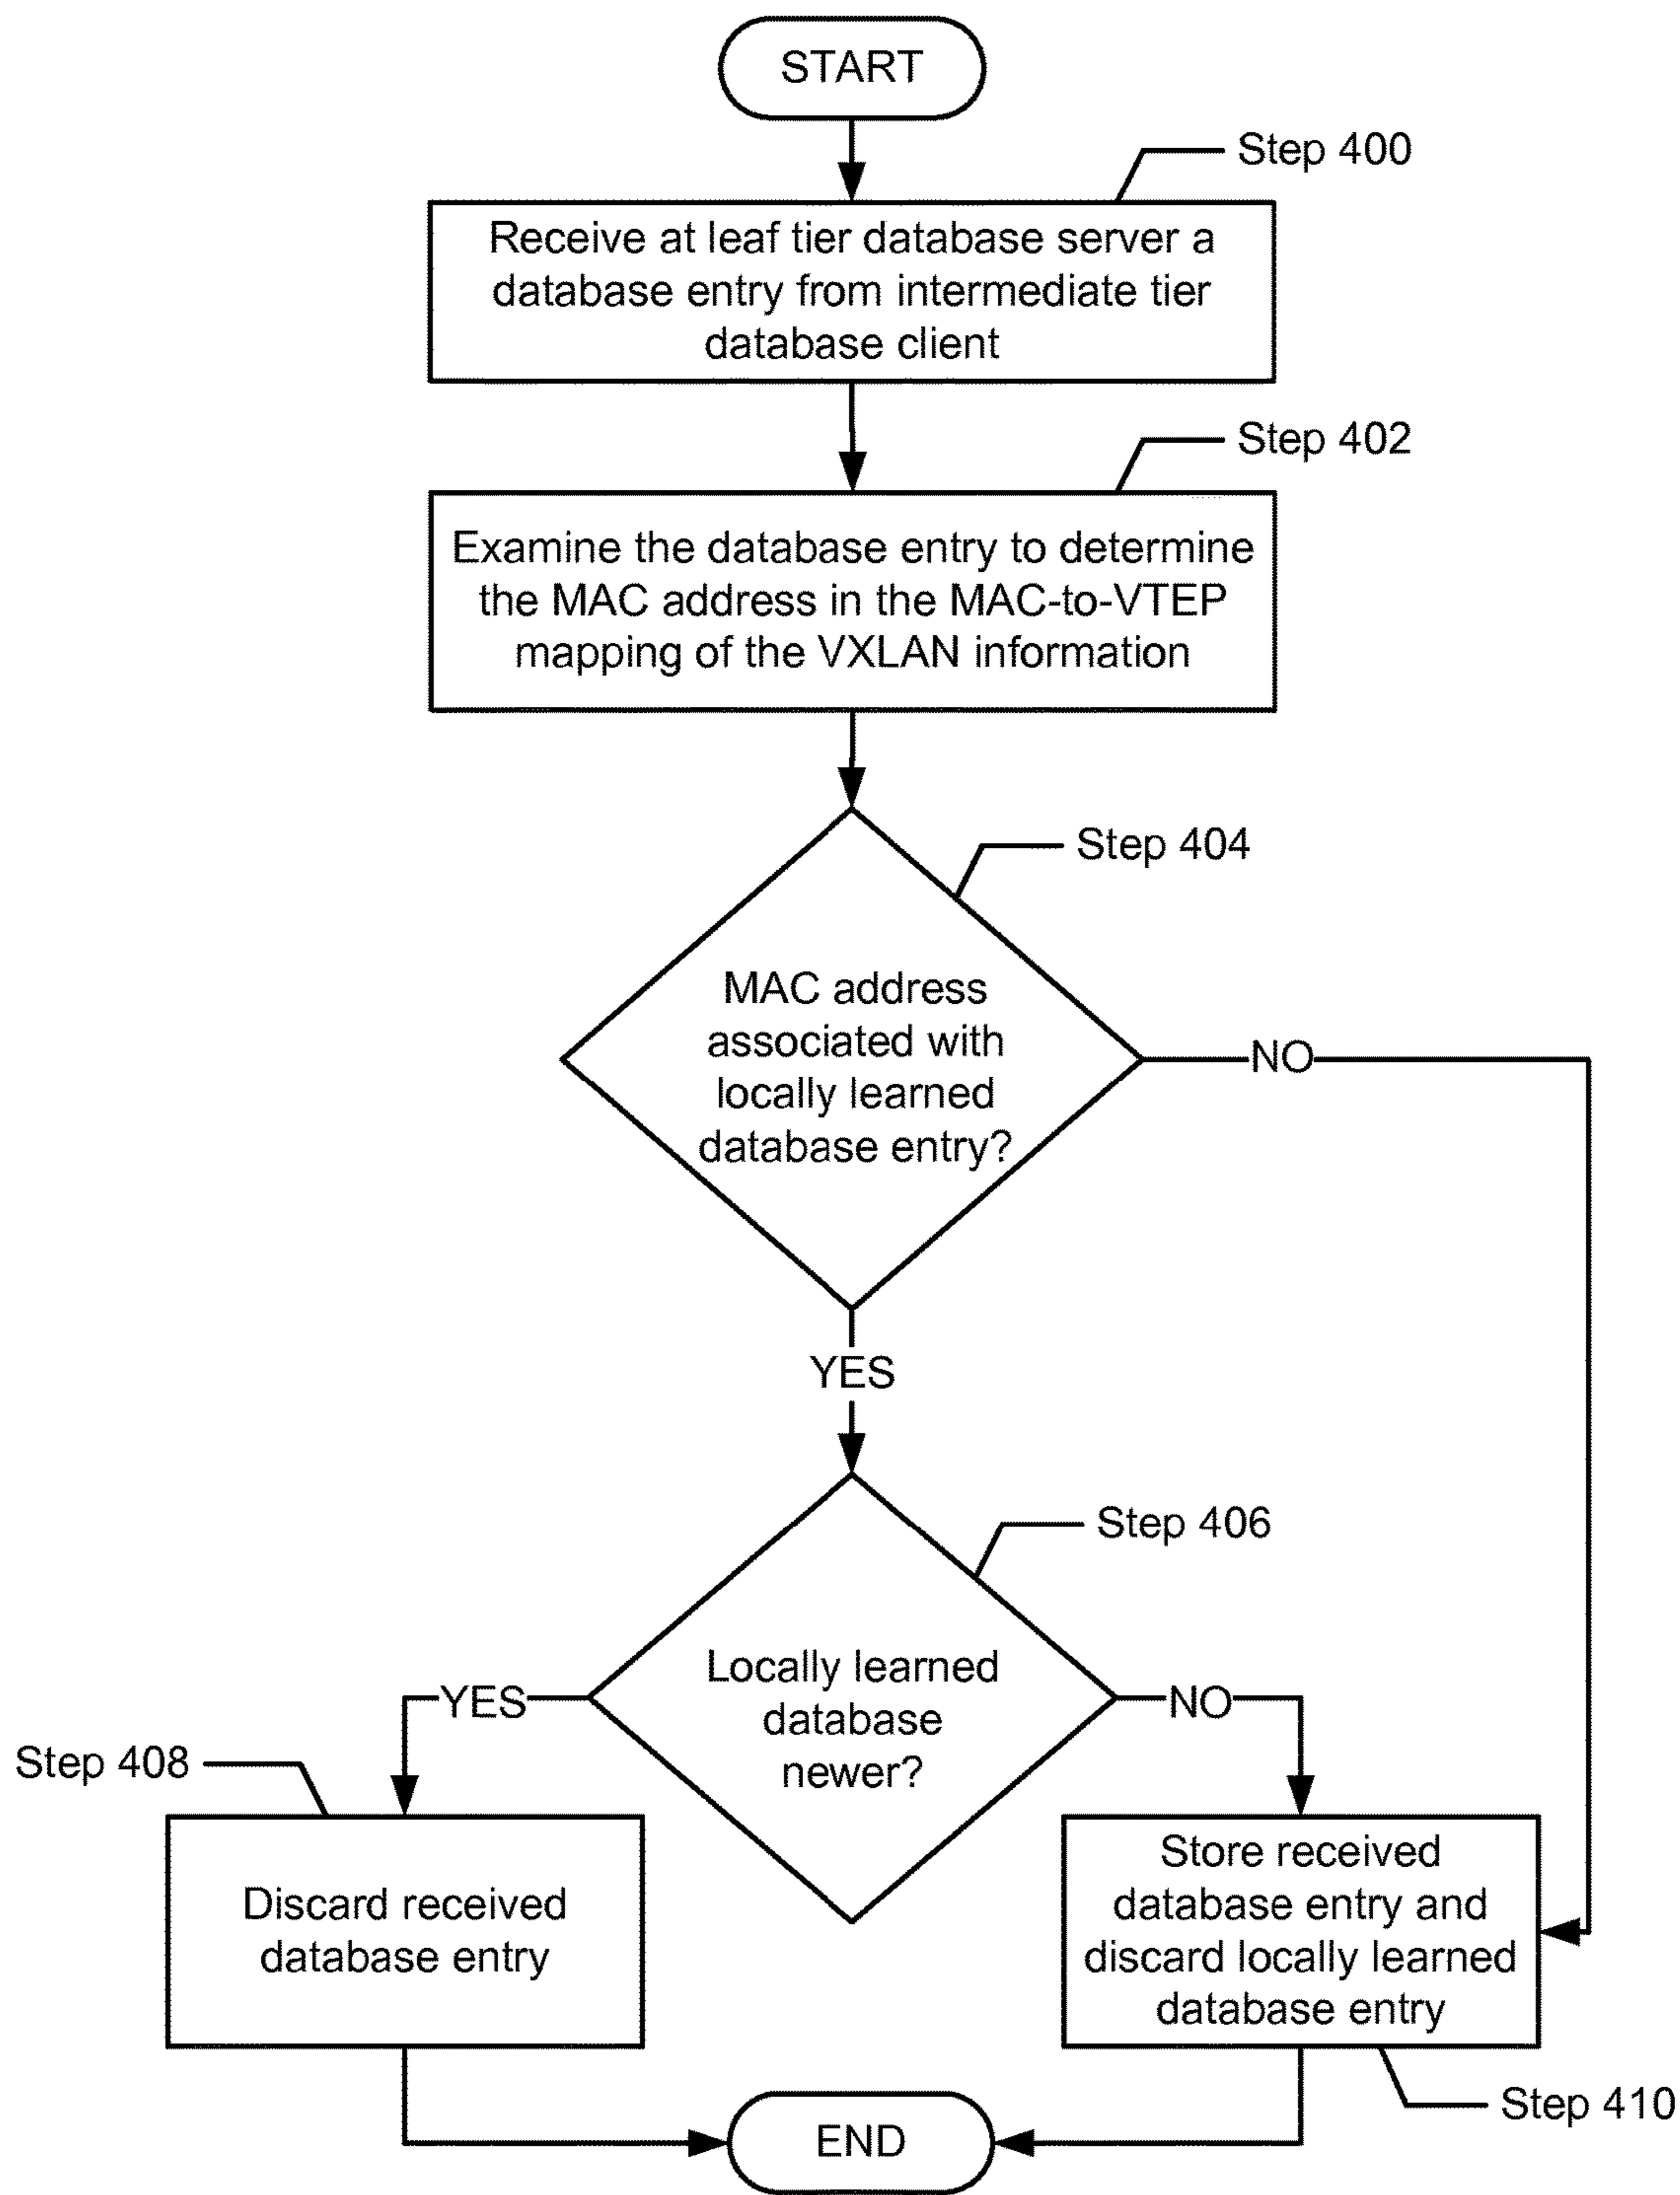 START
Step 400
Receive at leaf tier database server a
database entry from intermediate tier
database client
Step 402
Examine the database entry to determine
the MAC address in the MAC-to-VTEP
mapping of the VXLAN information
Step 404
MAC address
associated with
locally learned
database entry?
NO
YES
Step 406
Locally learned
database
newer?
YES
NO
Step 408
Discard received
database entry
Store received
database entry and
discard locally learned
database entry
Step 410
END